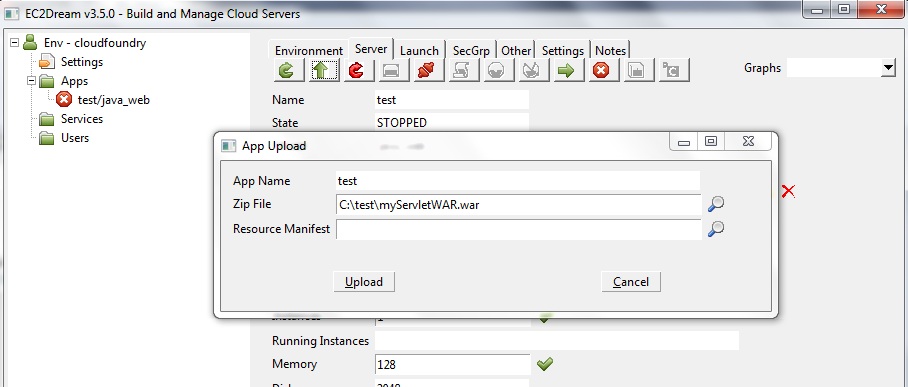 EC2Dream v3.5.0 - Build and Manage Cloud Servers
Env - cloudfoundry
Settings
Apps
test/java_web
Services
Users
Environment Server Launch SecGrp Other Settings Notes
Graphs
Name test
State STOPPED
App Upload
App Name test
Zip File C:\test\myServletWAR.war
Resource Manifest
Upload Cancel
Instances 1
Running Instances
Memory 128